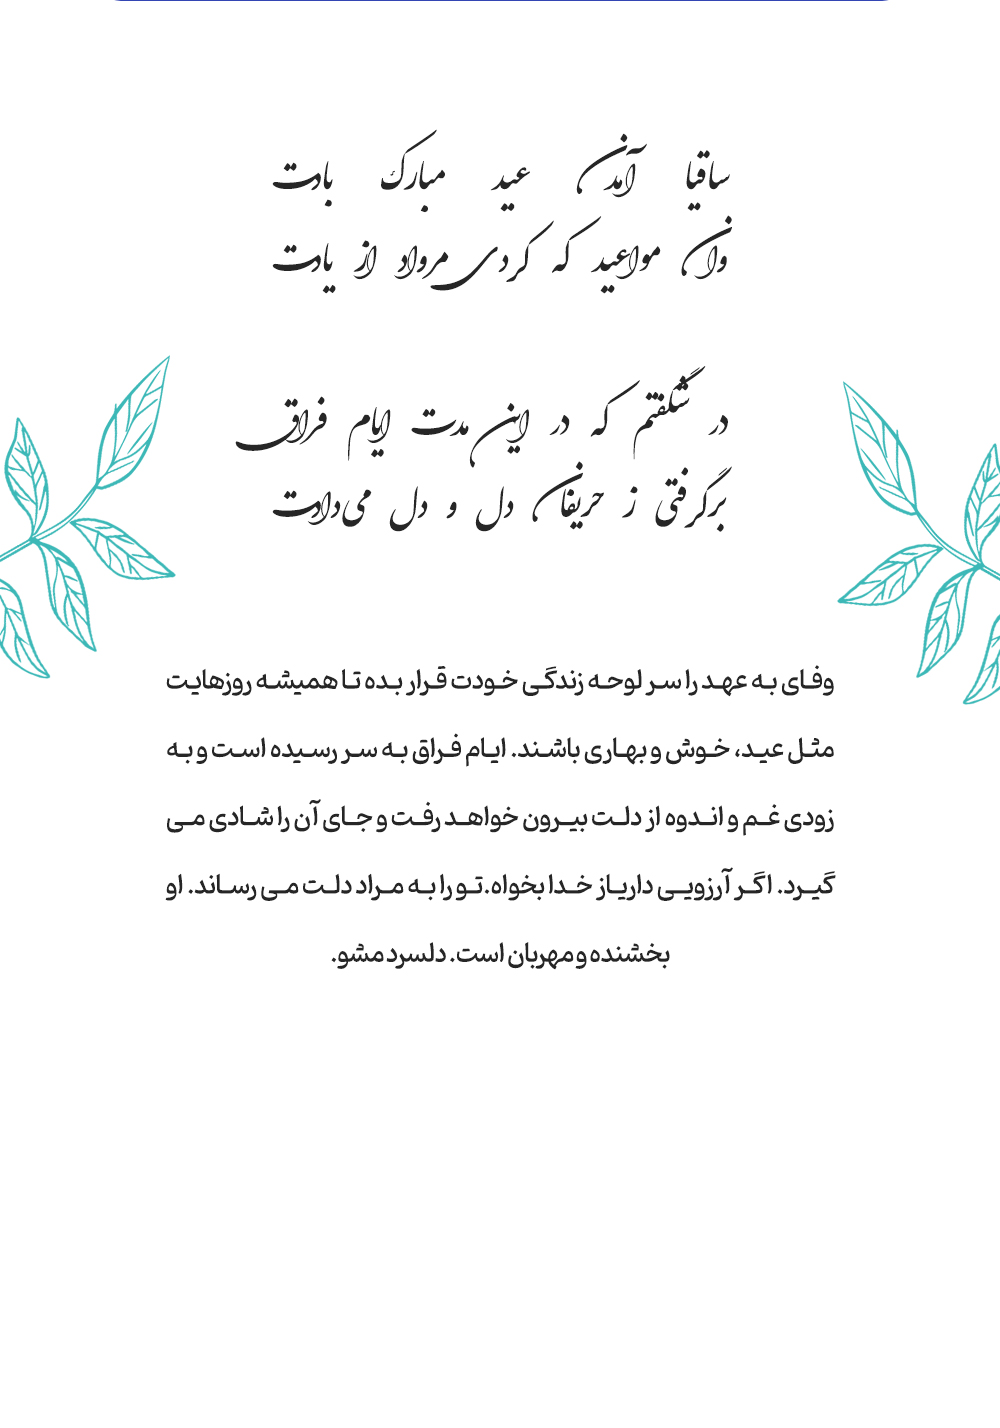 ساقیا آمدن عید مبارک بادت
وان مواعید که کردی مرواد از یادت
در شگفتم که در این مدت ایام فراق
برگرفتی ز حریفان دل و دل می‌دادت
وفای به عهد را سر لوحه زندگی خودت قرار بده تا همیشه روزهایت
مثل عید، خوش و بهاری باشند. ایام فراق به سر رسیده است و به
زودی غم و اندوه از دلت بیرون خواهد رفت و جای آن را شادی می
گیرد. اگر آرزویی داریاز خدا بخواه.تو را به مراد دلت می رساند. او
بخشنده و مهربان است. دلسرد مشو.